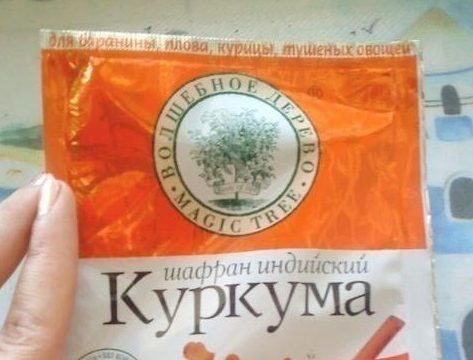 для баранины, плова, курицы, тушеных овощей
ВОЛШЕБНОЕ ДЕРЕВО
• MAGIC TREE •
®
шафран индийский
Куркума